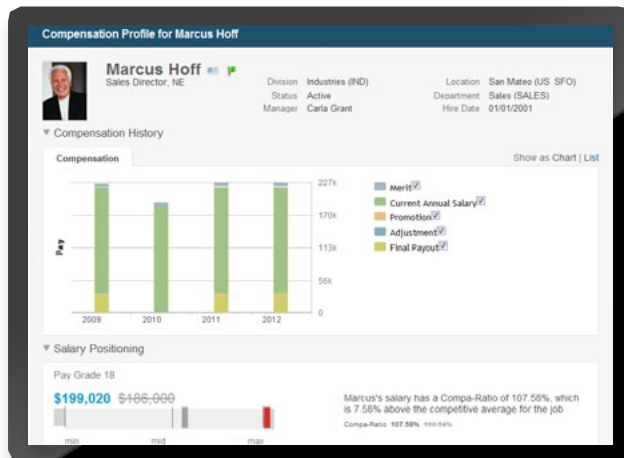 Compensation Profile for Marcus Hoff
Marcus Hoff
Sales Director, NE
Division Industries (IND)
Status Active
Manager Carla Grant
Location San Mateo (US_SFO)
Department Sales (SALES)
Hire Date 01/01/2001
Compensation History
Compensation
Show as Chart | List
Pay
227k
170k
113k
56k
0
2009 2010 2011 2012
Merit
Current Annual Salary
Promotion
Adjustment
Final Payout
Salary Positioning
Pay Grade 18
$199,020 $186,000
min mid max
Marcus's salary has a Compa-Ratio of 107.58%, which
is 7.58% above the competitive average for the job
Compa-Ratio 107.58% 100.54%